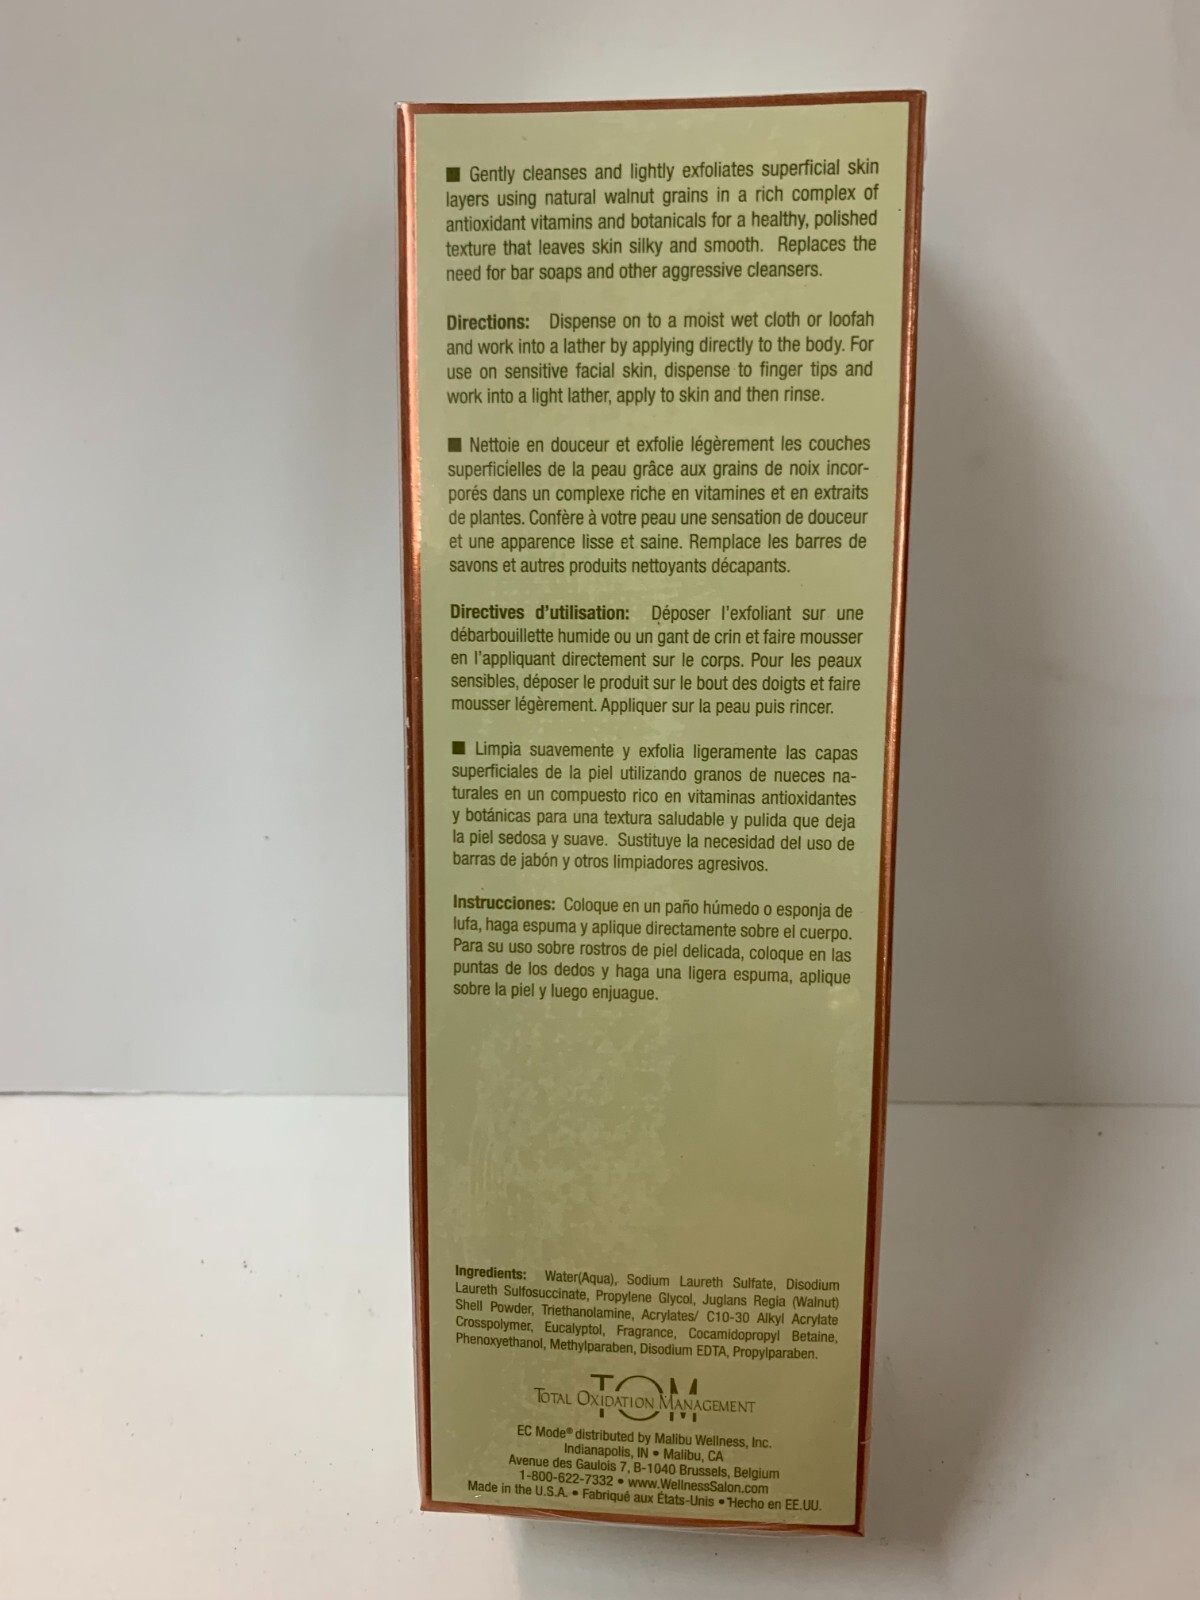 ■ Gently cleanses and lightly exfoliates superficial skin
layers using natural walnut grains in a rich complex of
antioxidant vitamins and botanicals for a healthy, polished
texture that leaves skin silky and smooth. Replaces the
need for bar soaps and other aggressive cleansers.
Directions: Dispense on to a moist wet cloth or loofah
and work into a lather by applying directly to the body. For
use on sensitive facial skin, dispense to finger tips and
work into a light lather, apply to skin and then rinse.
■ Nettoie en douceur et exfolie légèrement les couches
superficielles de la peau grâce aux grains de noix incor-
porés dans un complexe riche en vitamines et en extraits
de plantes. Confère à votre peau une sensation de douceur
et une apparence lisse et saine. Remplace les barres de
savons et autres produits nettoyants décapants.
Directives d'utilisation: Déposer l'exfoliant sur une
débarbouillette humide ou un gant de crin et faire mousser
en l'appliquant directement sur le corps. Pour les peaux
sensibles, déposer le produit sur le bout des doigts et faire
mousser légèrement. Appliquer sur la peau puis rincer.
■ Limpia suavemente y exfolia ligeramente las capas
superficiales de la piel utilizando granos de nueces na-
turales en un compuesto rico en vitaminas antioxidantes
y botánicas para una textura saludable y pulida que deja
la piel sedosa y suave. Sustituye la necesidad del uso de
barras de jabón y otros limpiadores agresivos.
Instrucciones: Coloque en un paño húmedo o esponja de
lufa, haga espuma y aplique directamente sobre el cuerpo.
Para su uso sobre rostros de piel delicada, coloque en las
puntas de los dedos y haga una ligera espuma, aplique
sobre la piel y luego enjuague.
Ingredients: Water(Aqua), Sodium Laureth Sulfate, Disodium
Laureth Sulfosuccinate, Propylene Glycol, Juglans Regia (Walnut)
Shell Powder, Triethanolamine, Acrylates/ C10-30 Alkyl Acrylate
Crosspolymer, Eucalyptol, Fragrance, Cocamidopropyl Betaine,
Phenoxyethanol, Methylparaben, Disodium EDTA, Propylparaben.
TOM
TOTAL OXIDATION MANAGEMENT
EC Mode® distributed by Malibu Wellness, Inc.
Indianapolis, IN • Malibu, CA
Avenue des Gaulois 7, B-1040 Brussels, Belgium
1-800-622-7332 • www.WellnessSalon.com
Made in the U.S.A. • Fabriqué aux États-Unis • Hecho en EE.UU.